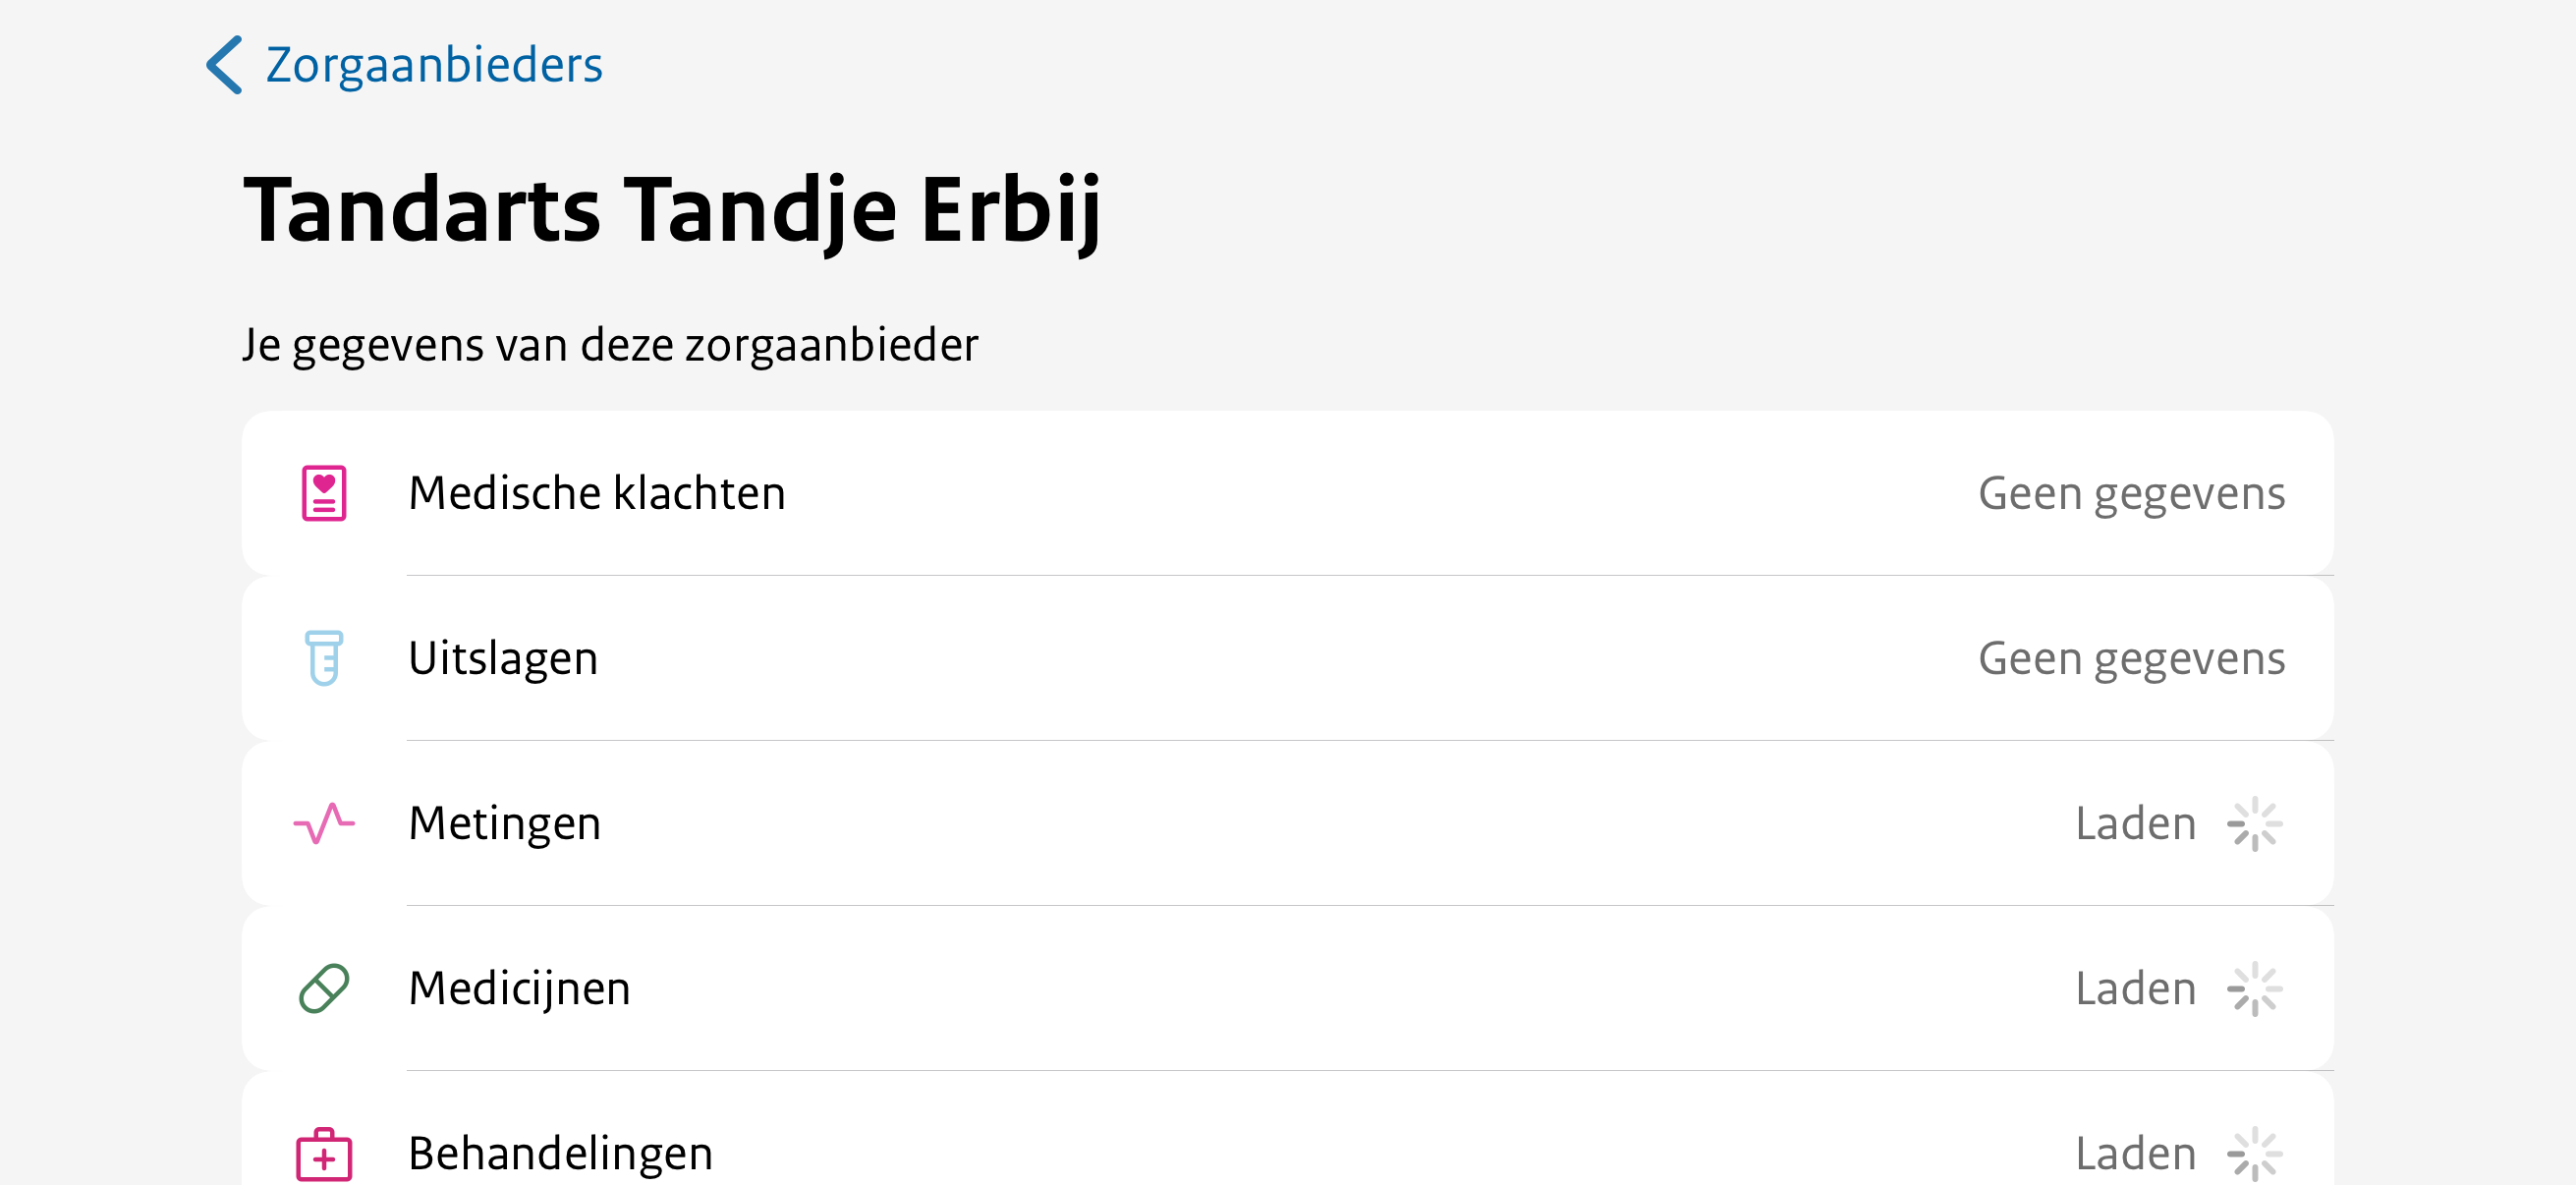 Zorgaanbieders
Tandarts Tandje Erbij
Je gegevens van deze zorgaanbieder
Medische klachten Geen gegevens
Uitslagen Geen gegevens
Metingen Laden
Medicijnen Laden
Behandelingen Laden